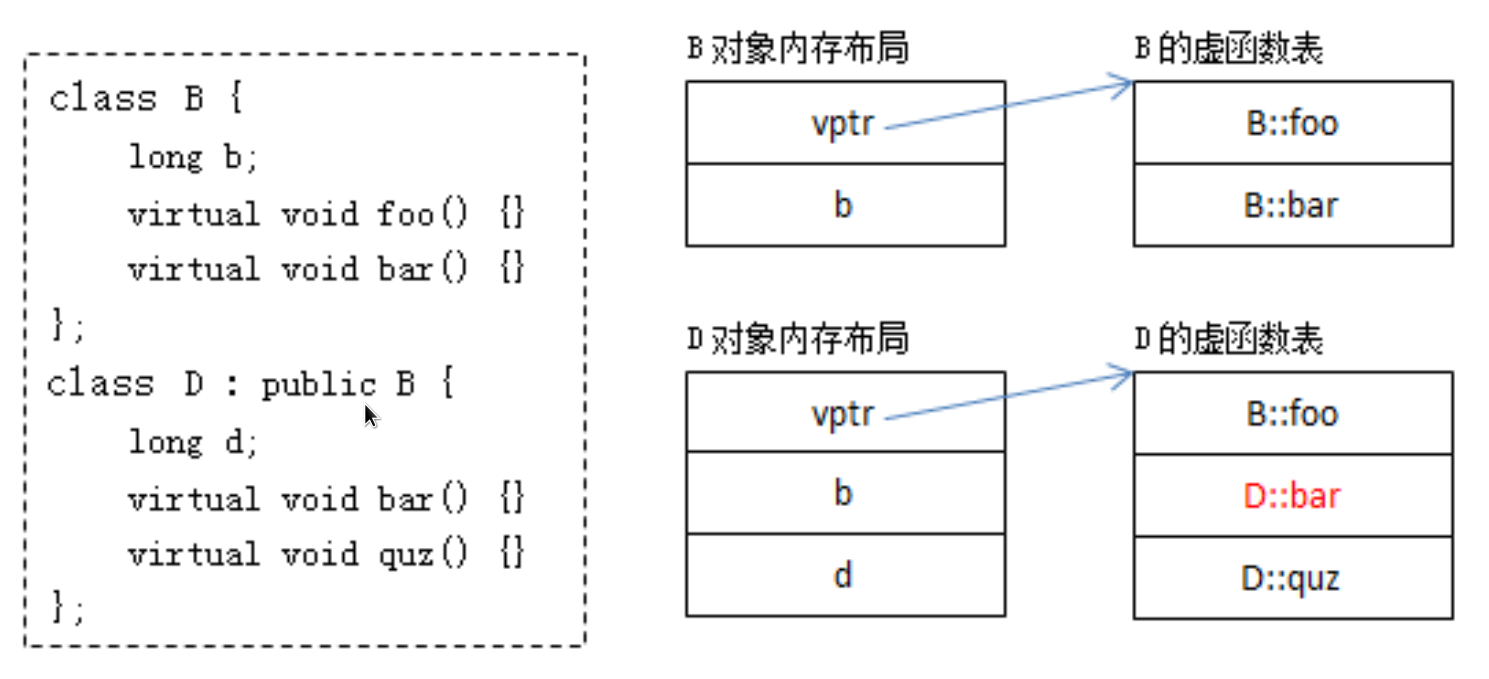 class B {
long b;
virtual void foo() {}
virtual void bar() {}
};
class D : public B {
long d;
virtual void bar() {}
virtual void quz() {}
};
B 对象内存布局
vptr
b
B 的虚函数表
B::foo
B::bar
D 对象内存布局
vptr
b
d
D 的虚函数表
B::foo
D::bar
D::quz